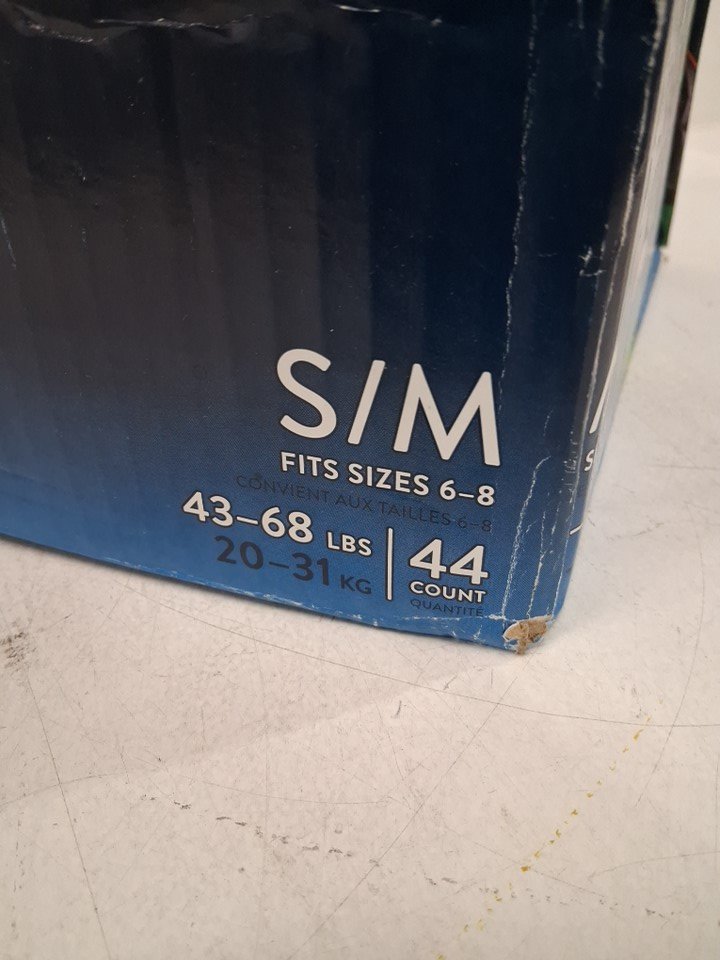 S/M
FITS SIZES 6–8
CONVIENT AUX TAILLES 6–8
43–68 LBS
20–31 KG
44
COUNT
QUANTITÉ